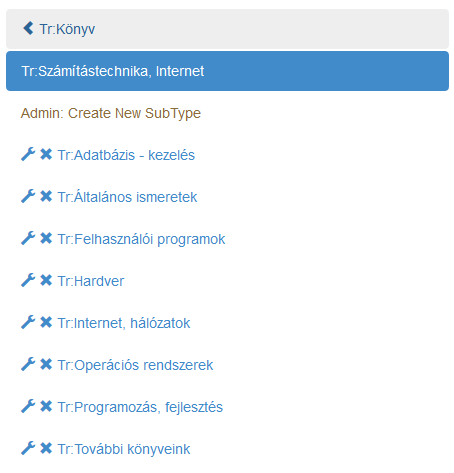 Tr:Könyv
Tr:Számítástechnika, Internet
Admin: Create New SubType
Tr:Adatbázis - kezelés
Tr:Általános ismeretek
Tr:Felhasználói programok
Tr:Hardver
Tr:Internet, hálózatok
Tr:Operációs rendszerek
Tr:Programozás, fejlesztés
Tr:További könyveink